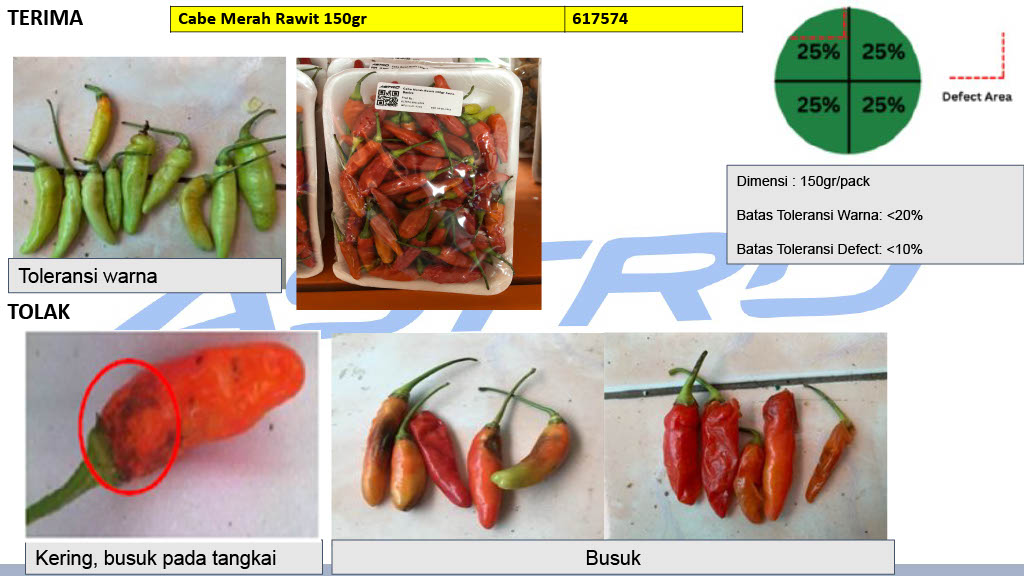 TERIMA
Cabe Merah Rawit 150gr 617574
25% 25%
25% 25%
Defect Area
Dimensi : 150gr/pack
Batas Toleransi Warna: <20%
Batas Toleransi Defect: <10%
Toleransi warna
ASTRO
TOLAK
Kering, busuk pada tangkai
Busuk